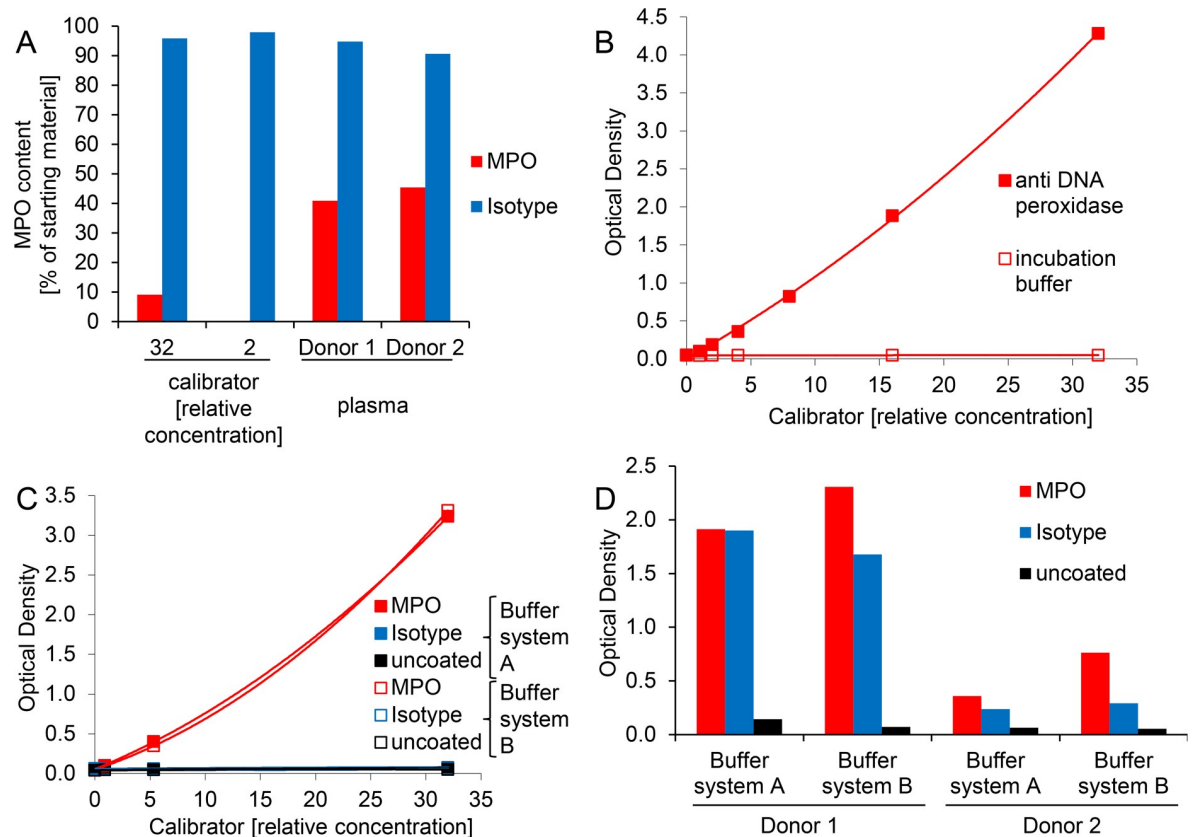 A
MPO content
[% of starting material]
100
90
80
70
60
50
40
30
20
10
0
MPO
Isotype
32
2
Donor 1
Donor 2
calibrator
[relative
concentration]
plasma
B
Optical Density
4.5
4.0
3.5
3.0
2.5
2.0
1.5
1.0
0.5
0.0
anti DNA
peroxidase
incubation
buffer
0
5
10
15
20
25
30
35
Calibrator [relative concentration]
C
Optical Density
3.5
3.0
2.5
2.0
1.5
1.0
0.5
0.0
MPO
Isotype
uncoated
Buffer
system
A
MPO
Isotype
uncoated
Buffer
system
B
0
5
10
15
20
25
30
35
Calibrator [relative concentration]
D
Optical Density
2.5
2.0
1.5
1.0
0.5
0.0
MPO
Isotype
uncoated
Buffer
system A
Buffer
system B
Buffer
system A
Buffer
system B
Donor 1
Donor 2